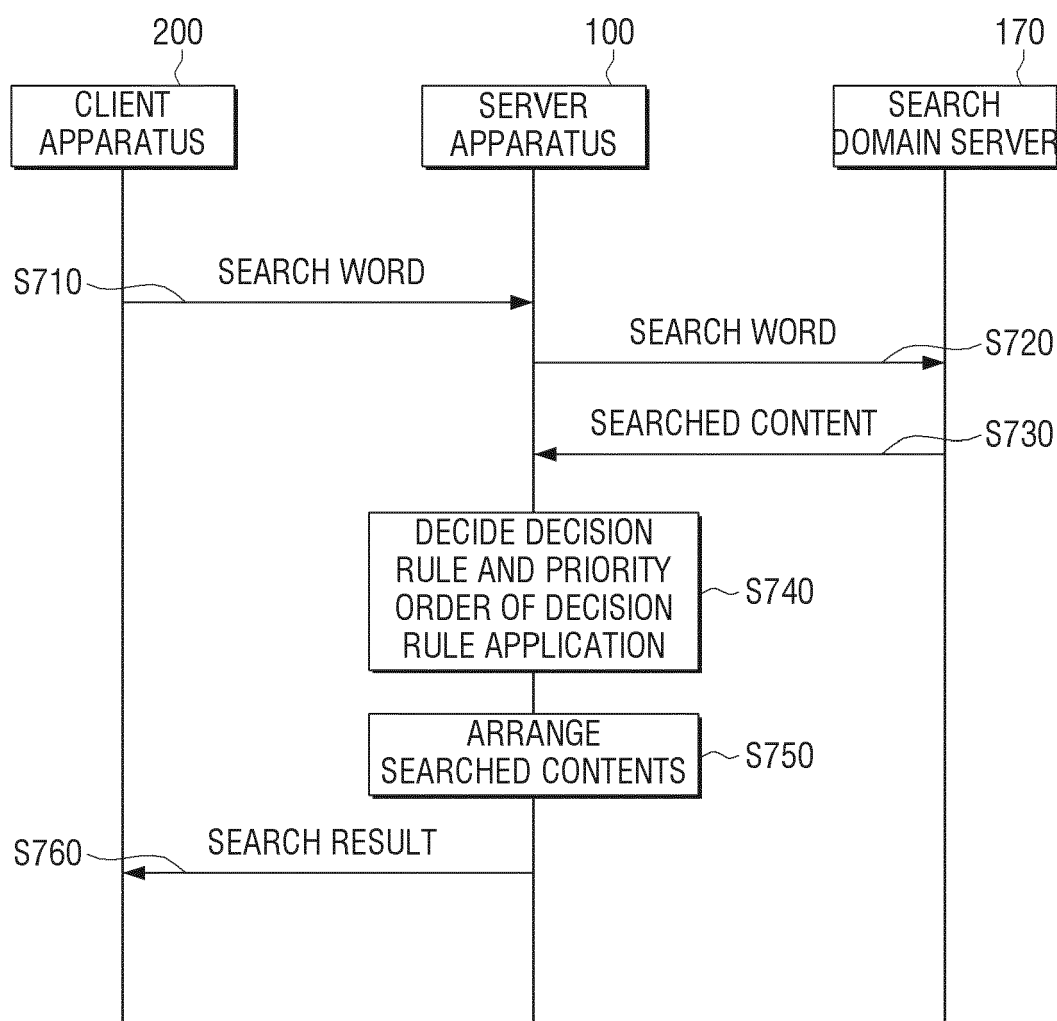 200
100
170
CLIENT
APPARATUS
SERVER
APPARATUS
SEARCH
DOMAIN SERVER
S710
SEARCH WORD
SEARCH WORD
S720
SEARCHED CONTENT
S730
DECIDE DECISION
RULE AND PRIORITY
ORDER OF DECISION
RULE APPLICATION
S740
ARRANGE
SEARCHED CONTENTS
S750
S760
SEARCH RESULT